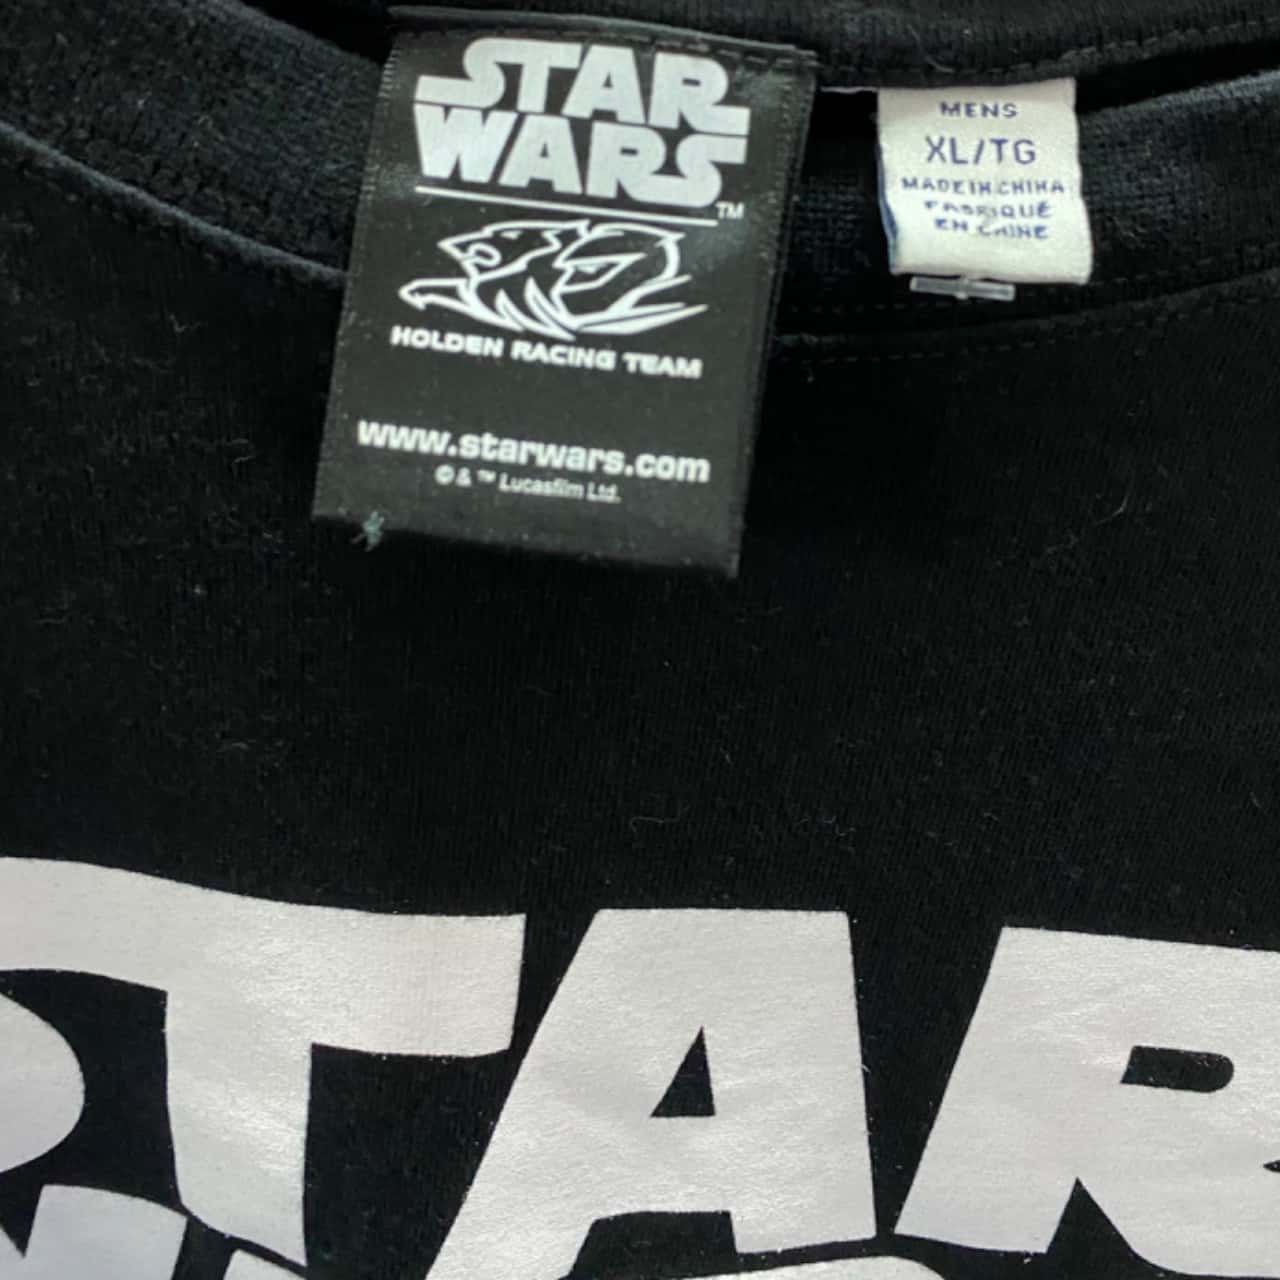 STAR
WARS
TM
HOLDEN RACING TEAM
www.starwars.com
© & ™ Lucasfilm Ltd.
MENS
XL/TG
MADE IN CHINA
FABRIQUÉ
EN CHINE
STAR